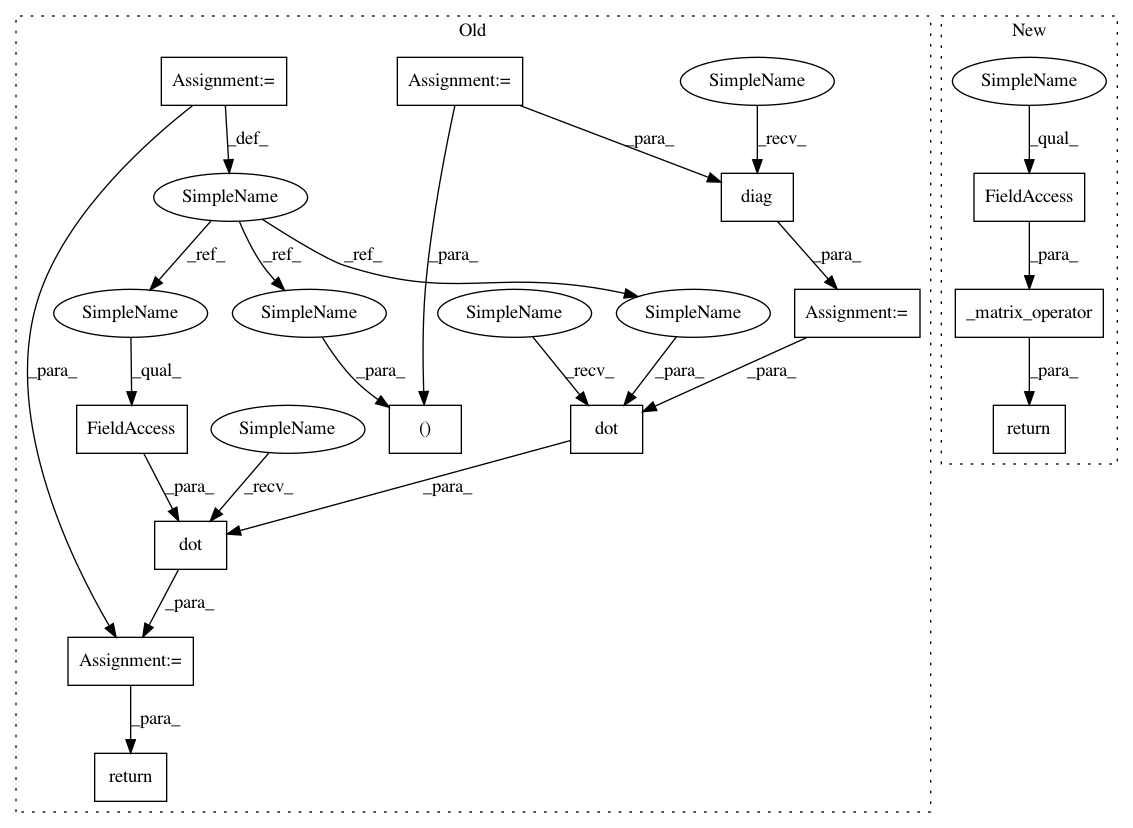 Old
New
Assignment:=
Assignment:=
SimpleName
SimpleName
_def_
_para_
_recv_
_qual_
SimpleName
diag
FieldAccess
_ref_
_ref_
_ref_
_para_
_para_
_para_
SimpleName
SimpleName
SimpleName
SimpleName
Assignment:=
_matrix_operator
_para_
_qual_
_para_
_recv_
_para_
_para_
_para_
FieldAccess
SimpleName
()
dot
return
_para_
_recv_
_para_
dot
_para_
Assignment:=
_para_
return